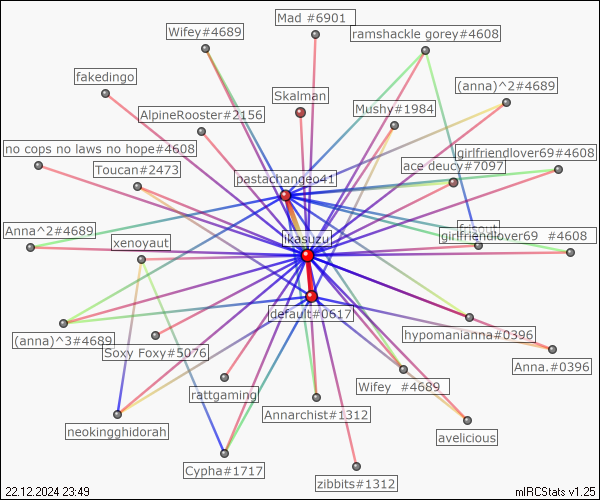 Mad #6901
Wifey#4689
ramshackle gorey#4608
fakedingo
(anna)^2#4689
Skalman
AlpineRooster#2156
Mushy#1984
no cops no laws no hope#4608
girlfriendlover69#4608
Toucan#2473
ace deucy#7097
pastachangeo41
Anna^2#4689
xenoyaut
ikasuzu
girlfriendlover69 #4608
default#0617
(anna)^3#4689
hypomanianna#0396
Soxy Foxy#5076
Anna.#0396
rattgaming
Wifey #4689
Annarchist#1312
neokingghidorah
avelicious
Cypha#1717
zibbits#1312
22.12.2024 23:49
mIRCStats v1.25